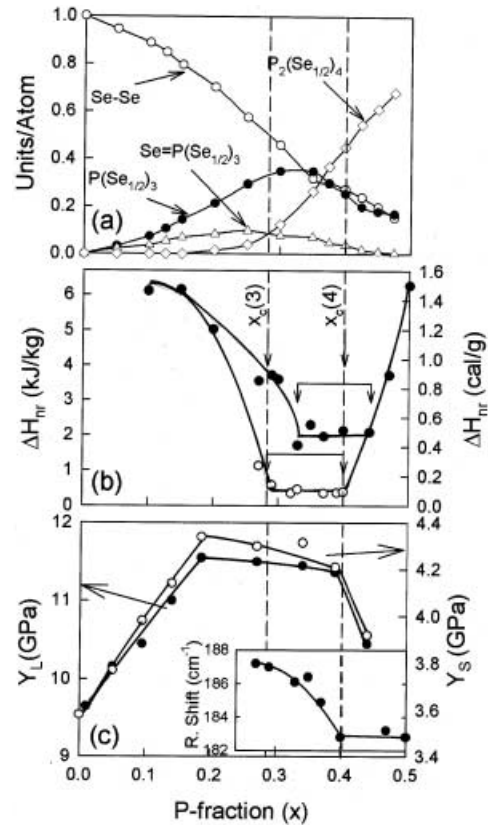 1.0
0.8
0.6
0.4
0.2
0.0
Units/Atom
Se-Se
P₂(Se₁/₂)₄
Se=P(Se₁/₂)₃
P(Se₁/₂)₃
(a)
6
5
4
3
2
1
0
ΔHnr (kJ/kg)
xc(3)
xc(4)
(b)
1.6
1.4
1.2
1.0
0.8
0.6
0.4
0.2
0.0
ΔHnr (cal/g)
12
11
10
9
YL(GPa)
4.4
4.2
4.0
3.8
3.6
3.4
YS (GPa)
188
186
184
182
R. Shift (cm⁻¹)
(c)
0.0 0.1 0.2 0.3 0.4 0.5
P-fraction (x)